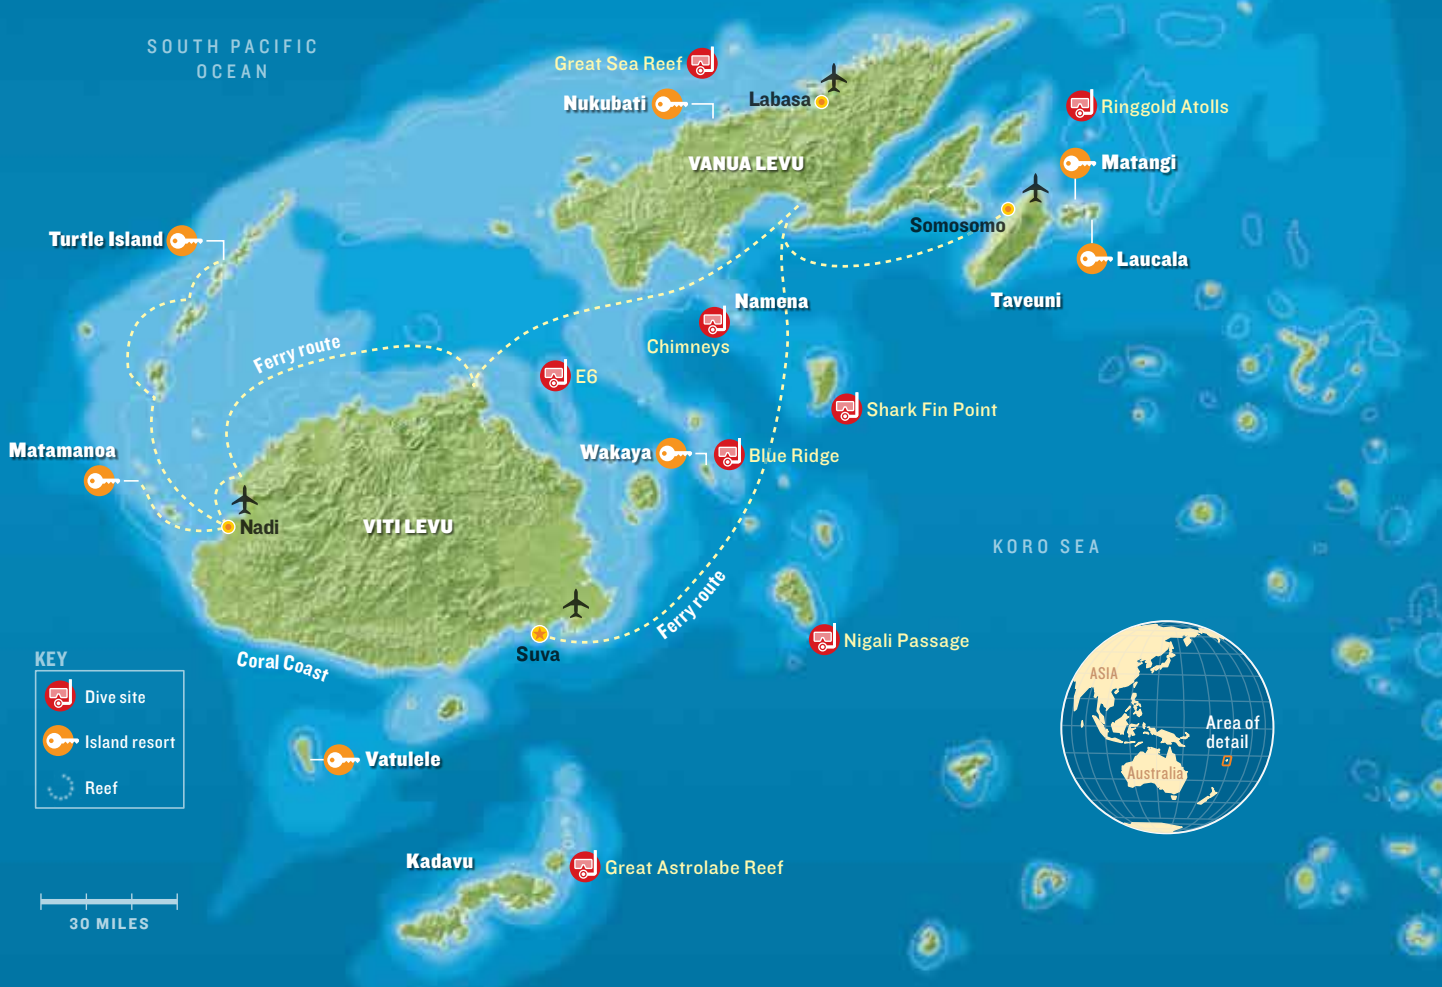 SOUTH PACIFIC
OCEAN
Great Sea Reef
Nukubati
Labasa
Ringgold Atolls
VANUA LEVU
Matangi
Somosomo
Turtle Island
Laucala
Taveuni
Namena
Chimneys
Ferry route
E6
Shark Fin Point
Matamanoa
Wakaya
Blue Ridge
Nadi
VITI LEVU
KORO SEA
Ferry route
Nigali Passage
Suva
Coral Coast
KEY
Dive site
Island resort
Reef
ASIA
Area of
detail
Australia
Vatulele
Kadavu
Great Astrolabe Reef
30 MILES